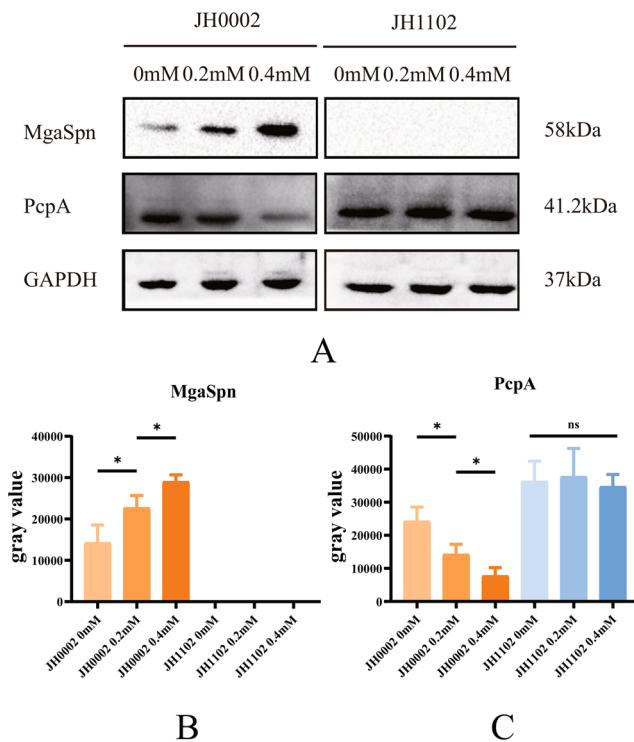 JH0002 JH1102
0mM 0.2mM 0.4mM 0mM 0.2mM 0.4mM
MgaSpn 58kDa
PcpA 41.2kDa
GAPDH 37kDa
A
MgaSpn
gray value
40000
30000
20000
10000
0
* *
JH0002 0mM
JH0002 0.2mM
JH0002 0.4mM
JH1102 0mM
JH1102 0.2mM
JH1102 0.4mM
B
PcpA
gray value
50000
40000
30000
20000
10000
0
* * ns
JH0002 0mM
JH0002 0.2mM
JH0002 0.4mM
JH1102 0mM
JH1102 0.2mM
JH1102 0.4mM
C